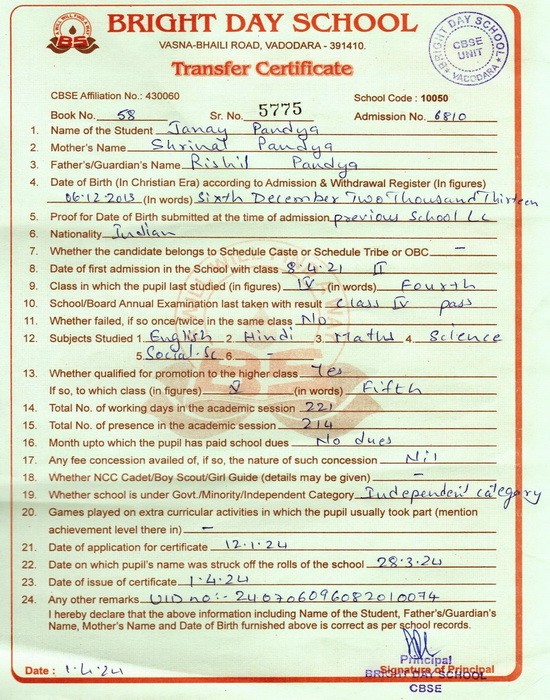 BRIGHT DAY SCHOOL
VASNA-BHAILI ROAD, VADODARA - 391410.
BRIGHT DAY SCHOOL
CBSE
UNIT
VADODARA
Transfer Certificate
CBSE Affiliation No.: 430060 School Code : 10050
Book No. 58 Sr. No. 5775 Admission No. 6810
1. Name of the Student Janay Pandya
2. Mother's Name Shrinal Pandya
3. Father's/Guardian's Name Rishil Pandya
4. Date of Birth (In Christian Era) according to Admission & Withdrawal Register (In figures)
06.12.2013 (In words) Sixth December Two Thousand Thirteen
5. Proof for Date of Birth submitted at the time of admission previous School LC
6. Nationality Indian
7. Whether the candidate belongs to Schedule Caste or Schedule Tribe or OBC –
8. Date of first admission in the School with class 8.4.21 II
9. Class in which the pupil last studied (in figures) IV (in words) Fourth
10. School/Board Annual Examination last taken with result Class IV pass
11. Whether failed, if so once/twice in the same class No
12. Subjects Studied 1. English 2. Hindi 3. Maths 4. Science
5. Social.Sc 6. –
13. Whether qualified for promotion to the higher class Yes
If so, to which class (in figures) V (in words) Fifth
14. Total No. of working days in the academic session 221
15. Total No. of presence in the academic session 214
16. Month upto which the pupil has paid school dues No dues
17. Any fee concession availed of, if so, the nature of such concession Nil
18. Whether NCC Cadet/Boy Scout/Girl Guide (details may be given) –
19. Whether school is under Govt./Minority/Independent Category Independent category
20. Games played on extra curricular activities in which the pupil usually took part (mention
achievement level there in) –
21. Date of application for certificate 12.1.24
22. Date on which pupil's name was struck off the rolls of the school 28.3.24
23. Date of issue of certificate 1.4.24
24. Any other remarks UID no:- 240706096082010074
I hereby declare that the above information including Name of the Student, Father's/Guardian's
Name, Mother's Name and Date of Birth furnished above is correct as per school records.
Date : 1.4.24
Signature of Principal
Principal
BRIGHT DAY SCHOOL
CBSE